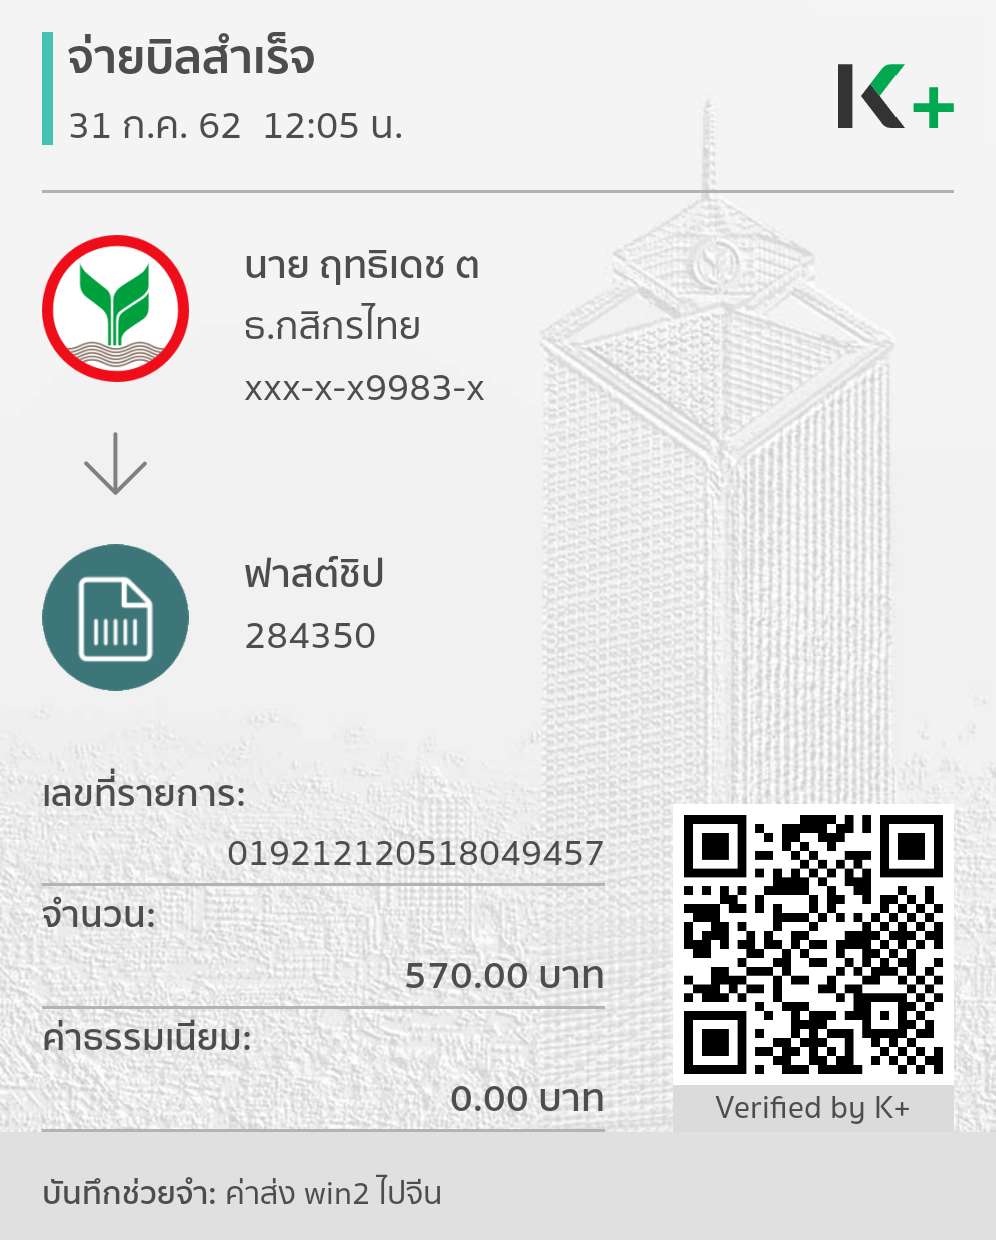 จ่ายบิลสำเร็จ
31 ก.ค. 62 12:05 น.
K+
นาย ฤทธิเดช ต
ธ.กสิกรไทย
xxx-x-x9983-x
ฟาสต์ชิป
284350
เลขที่รายการ:
019212120518049457
จำนวน:
570.00 บาท
ค่าธรรมเนียม:
0.00 บาท
Verified by K+
บันทึกช่วยจำ: ค่าส่ง win2 ไปจีน